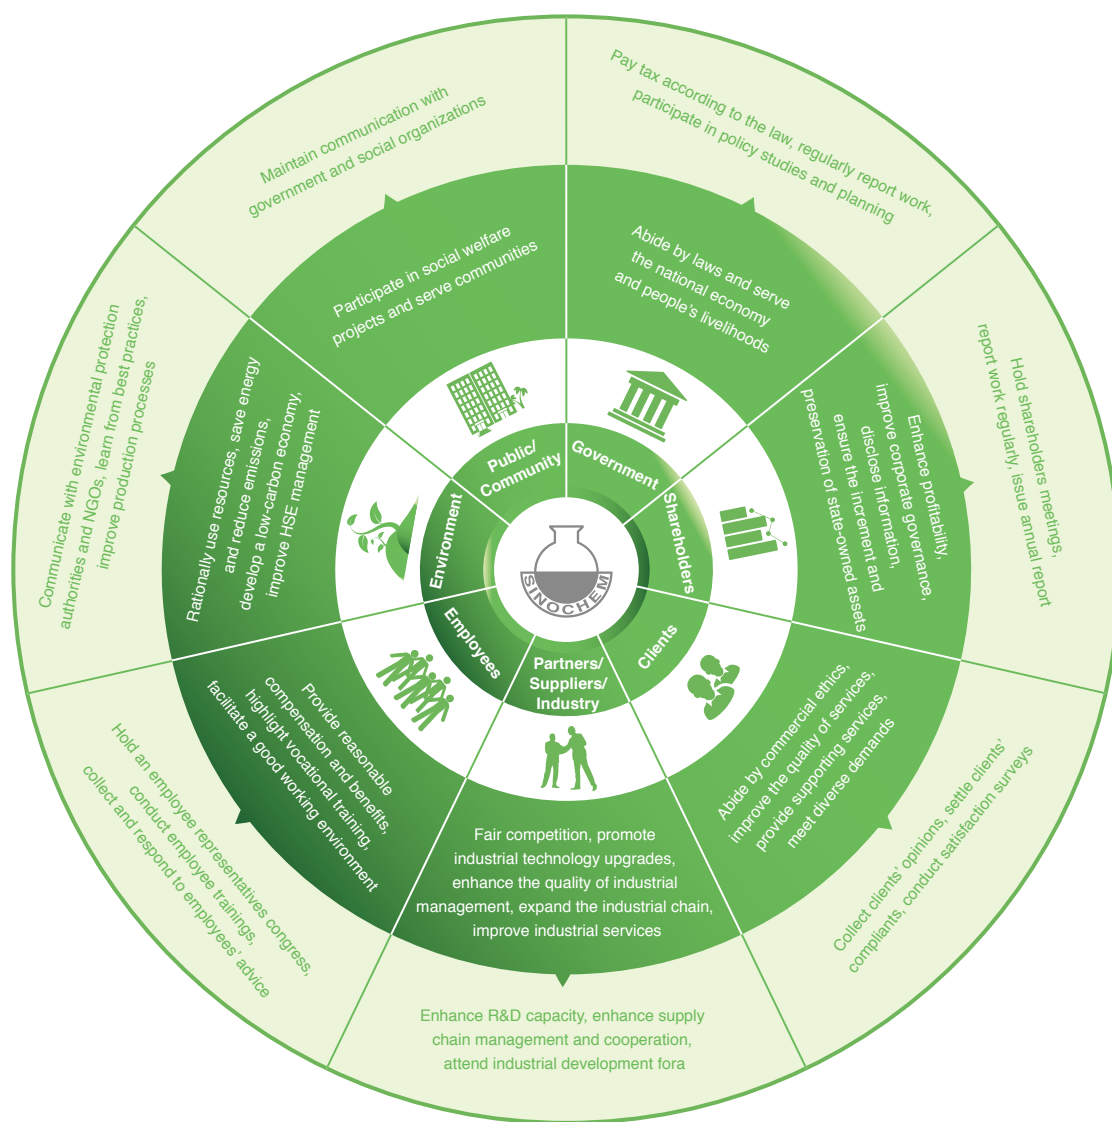 SINOCHEM
Government
Abide by laws and serve
the national economy
and people's livelihoods
Pay tax according to the law, regularly report work,
participate in policy studies and planning
Shareholders
Enhance profitability,
improve corporate governance,
disclose information,
ensure the increment and
preservation of state-owned assets
Hold shareholders meetings,
report work regularly, issue annual report
Clients
Abide by commercial ethics,
improve the quality of services,
provide supporting services,
meet diverse demands
Collect clients' opinions, settle clients'
compliants, conduct satisfaction surveys
Partners/
Suppliers/
Industry
Fair competition, promote
industrial technology upgrades,
enhance the quality of industrial
management, expand the industrial chain,
improve industrial services
Enhance R&D capacity, enhance supply
chain management and cooperation,
attend industrial development fora
Employees
Provide reasonable
compensation and benefits,
highlight vocational training,
facilitate a good working environment
Hold an employee representatives congress,
conduct employee trainings,
collect and respond to employees' advice
Environment
Rationally use resources, save energy
and reduce emissions,
develop a low-carbon economy,
improve HSE management
Communicate with environmental protection
authorities and NGOs, learn from best practices,
improve production processes
Public/
Community
Participate in social welfare
projects and serve communities
Maintain communication with
government and social organizations